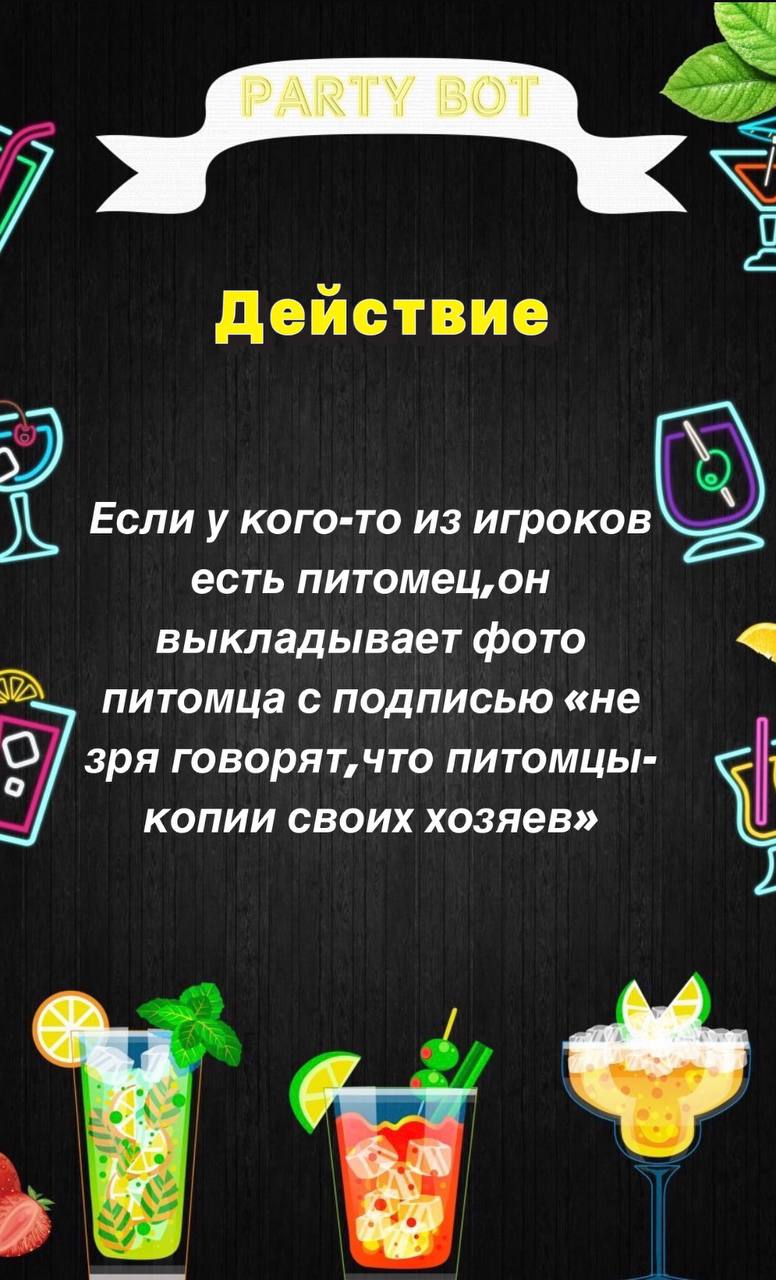 PARTY BOT
Действие
Если у кого-то из игроков
есть питомец,он
выкладывает фото
питомца с подписью «не
зря говорят,что питомцы-
копии своих хозяев»